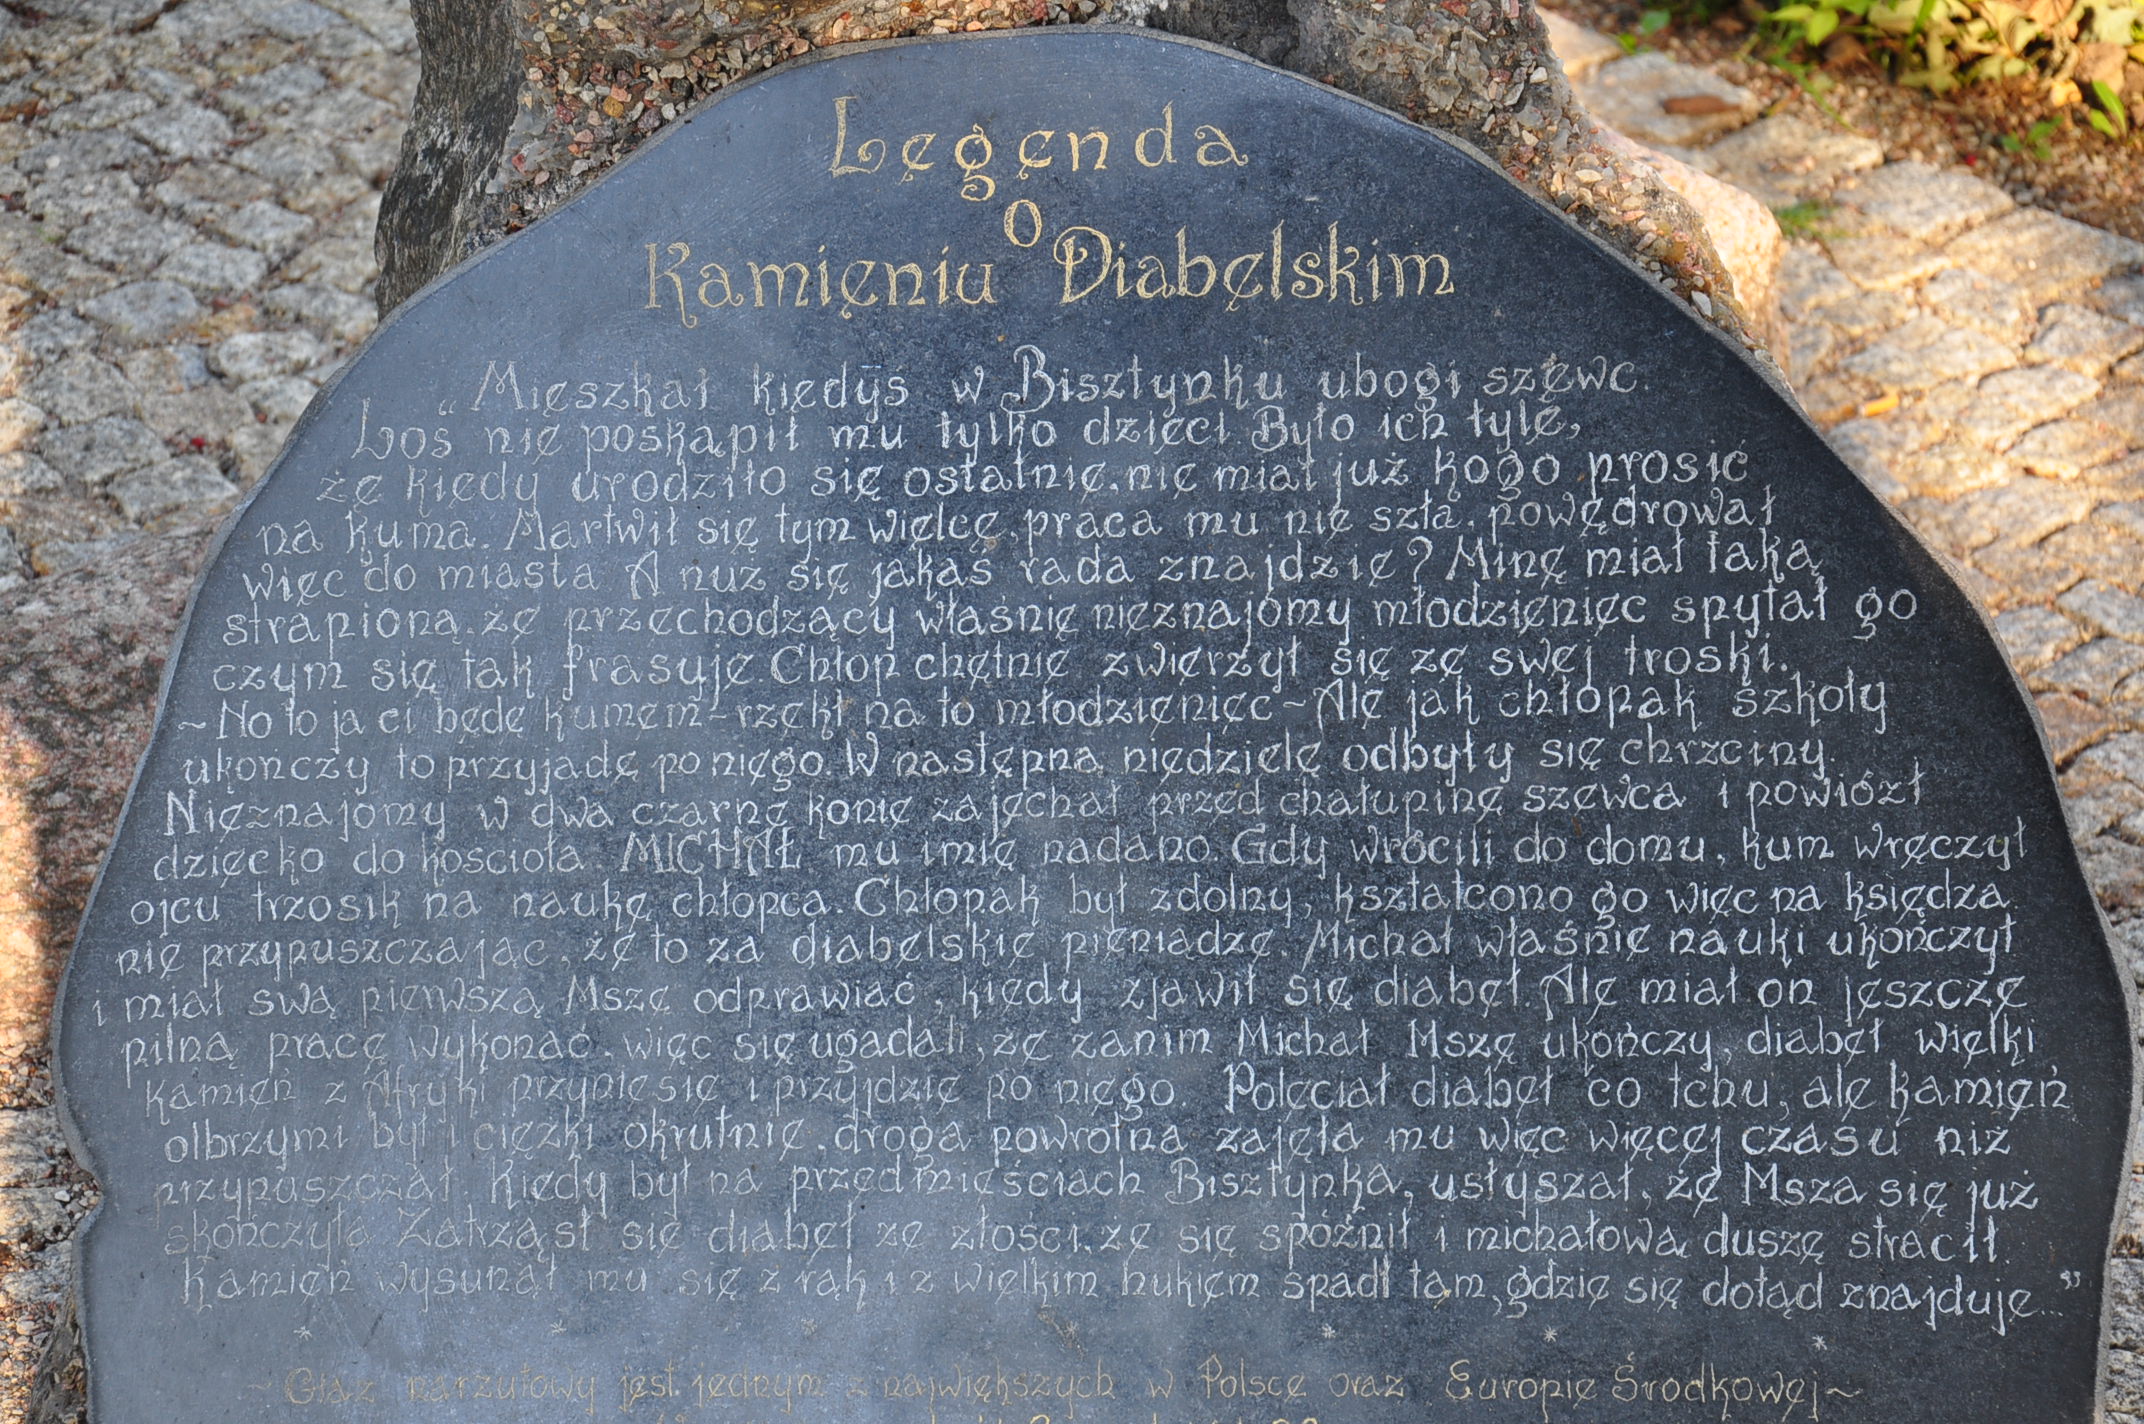 Legenda
o
Kamieniu Diabelskim
„Mieszkał kiedyś w Bisztynku ubogi szewc.
Los nie poskąpił mu tylko dzieci. Było ich tyle,
że kiedy urodziło się ostatnie, nie miał już kogo prosić
na kuma. Martwił się tym wielce, praca mu nie szła, powędrował
więc do miasta. A nuż się jakaś rada znajdzie? Minę miał taką
strapioną, że przechodzący właśnie nieznajomy młodzieniec spytał go
czym się tak frasuje. Chłop chętnie zwierzył się ze swej troski.
~ No to ja ci będę kumem - rzekł na to młodzieniec ~ Ale jak chłopak szkoły
ukończy to przyjadę po niego. W następną niedzielę odbyły się chrzciny.
Nieznajomy w dwa czarne konie zajechał przed chałupinę szewca i powiózł
dziecko do kościoła. MICHAŁ mu imię nadano. Gdy wrócili do domu, kum wręczył
ojcu trzosik na naukę chłopca. Chłopak był zdolny, kształcono go więc na księdza
nie przypuszczając, że to za diabelskie pieniądze. Michał właśnie nauki ukończył
i miał swą pierwszą Mszę odprawiać, kiedy zjawił się diabeł. Ale miał on jeszcze
pilną pracę wykonać, więc się ugadali, że zanim Michał Mszę ukończy, diabeł wielki
kamień z Afryki przyniesie i przyjdzie po niego. Poleciał diabeł co tchu, ale kamień
olbrzymi był i ciężki okrutnie, droga powrotna zajęła mu więc więcej czasu niż
przypuszczał. Kiedy był na przedmieściach Bisztynka, usłyszał, że Msza się już
skończyła. Zatrząsł się diabeł ze złości, że się spóźnił i michałową duszę stracił.
Kamień wysunął mu się z rąk i z wielkim hukiem spadł tam, gdzie się dotąd znajduje..."
~ Głaz narzutowy jest jednym z największych w Polsce oraz Europie Środkowej ~